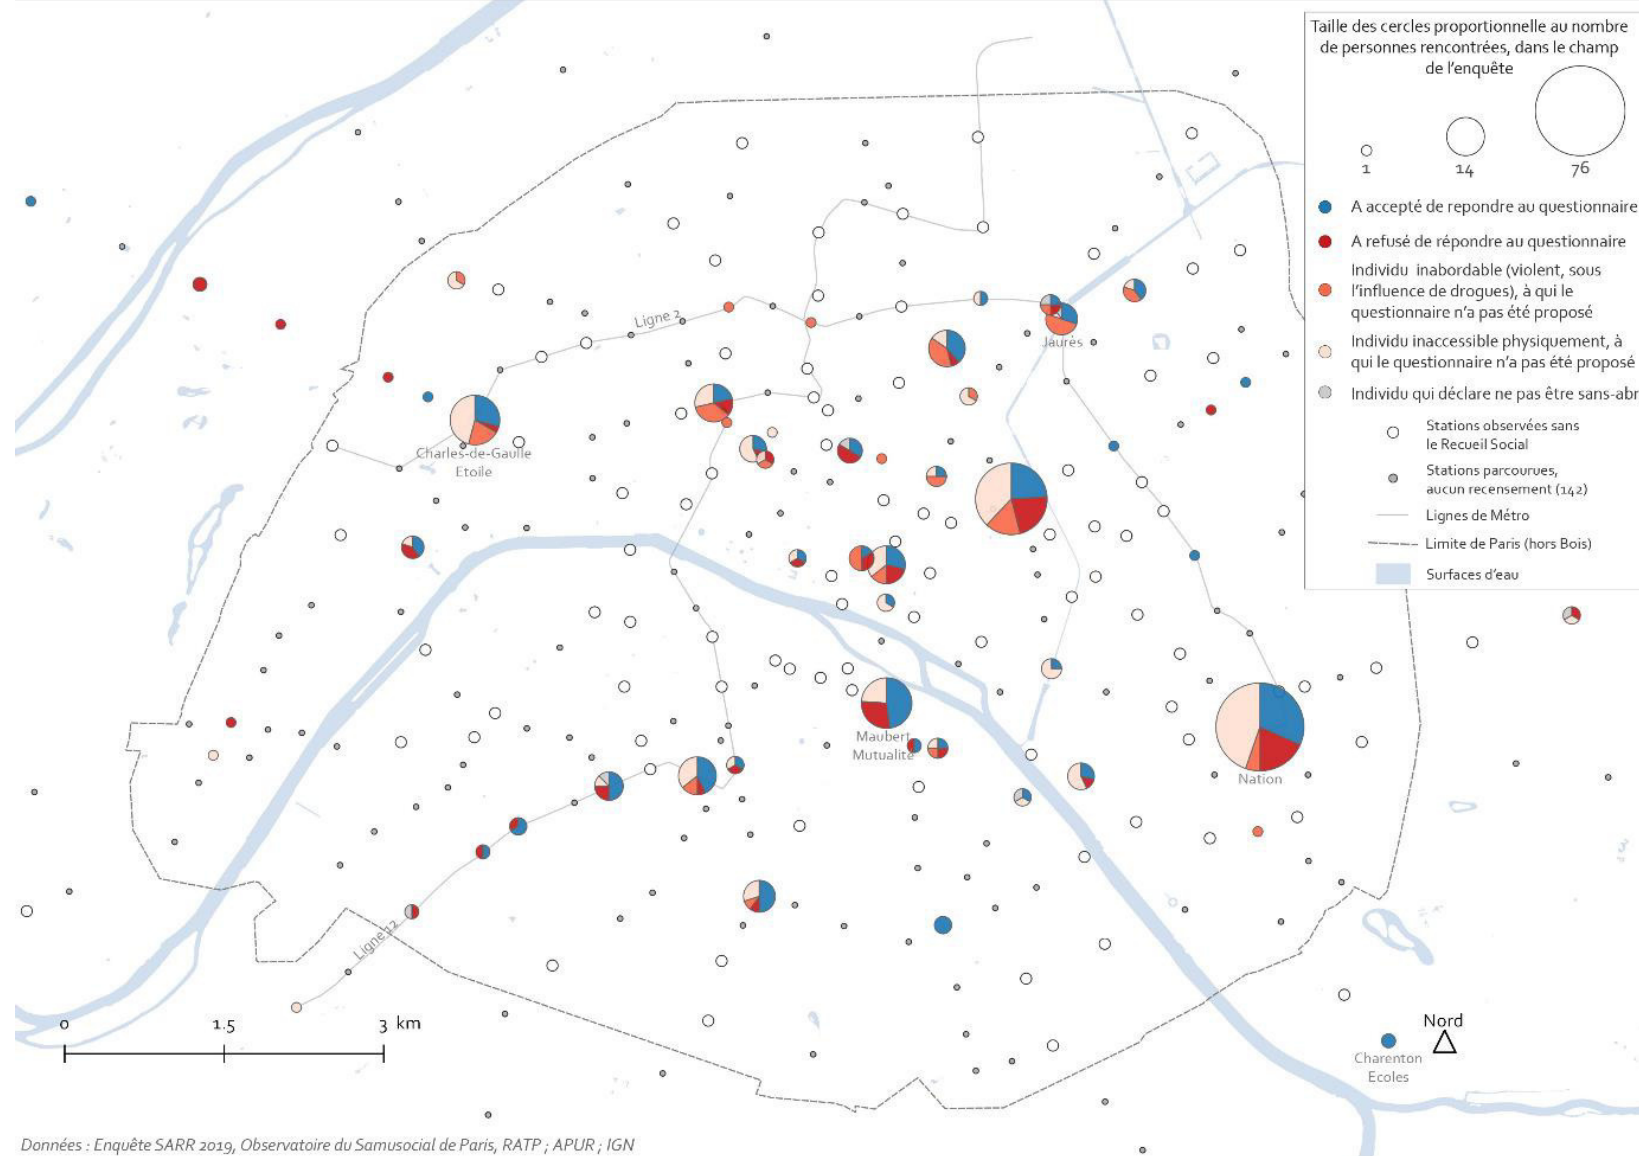 Taille des cercles proportionnelle au nombre
de personnes rencontrées, dans le champ
de l'enquête
1
14
76
A accepté de repondre au questionnaire
A refusé de répondre au questionnaire
Individu inabordable (violent, sous
l'influence de drogues), à qui le
questionnaire n'a pas été proposé
Individu inaccessible physiquement, à
qui le questionnaire n'a pas été proposé
Individu qui déclare ne pas être sans-abr
Stations observées sans
le Recueil Social
Stations parcourues,
aucun recensement (142)
Lignes de Métro
Limite de Paris (hors Bois)
Surfaces d'eau
Ligne 2
Jaurès
Charles-de-Gaulle
Etoile
Maubert
Mutualité
Nation
Ligne 12
0
1.5
3 km
Nord
Charenton
Ecoles
Données : Enquête SARR 2019, Observatoire du Samusocial de Paris, RATP ; APUR ; IGN